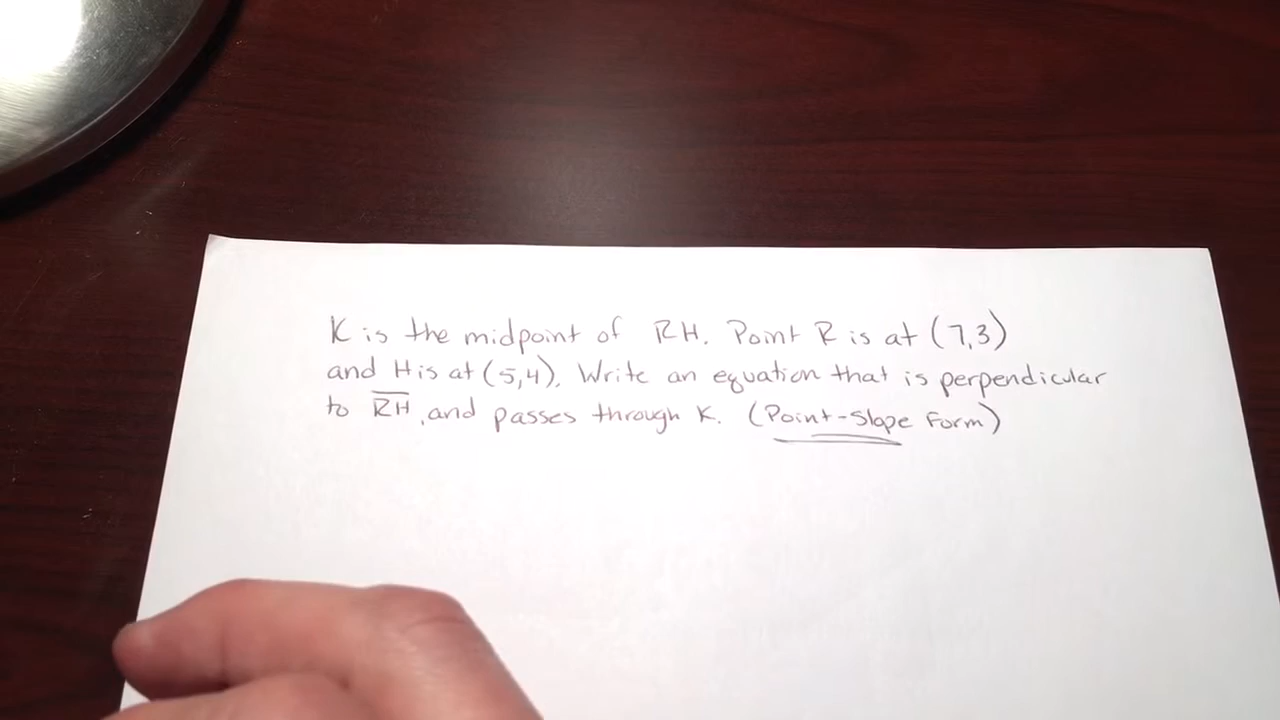 K is the midpoint of RH. Point R is at (7,3)
and H is at (5,4). Write an equation that is perpendicular
to RH, and passes through K. (Point-Slope Form)